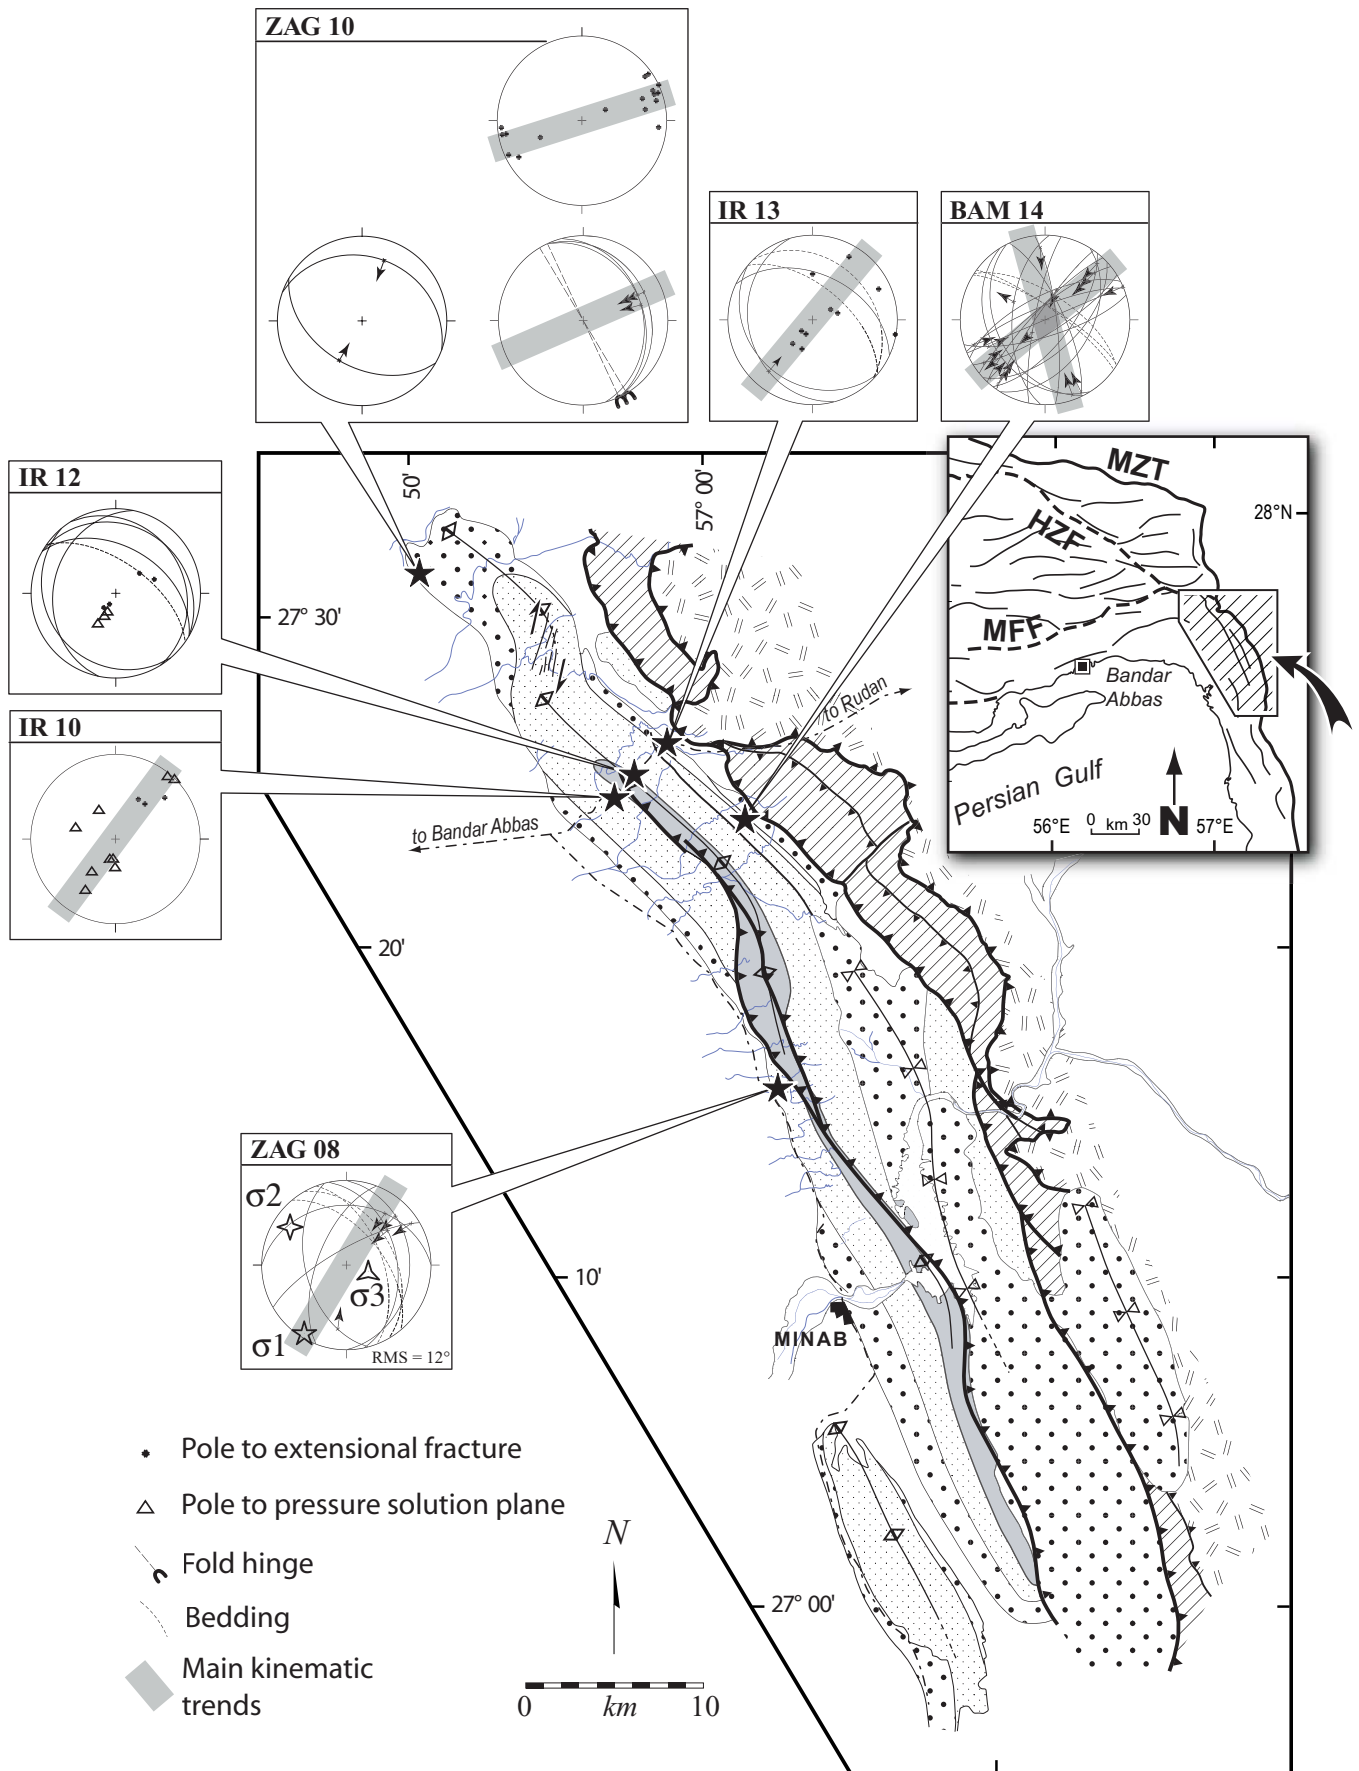 ZAG 10
IR 13
BAM 14
IR 12
IR 10
50'
57° 00'
27° 30'
to Rudan
to Bandar Abbas
MZT
HZF
28°N
MFF
Bandar
Abbas
Persian Gulf
56°E
0 km 30
N
57°E
20'
ZAG 08
σ2
σ3
σ1
RMS = 12°
10'
MINAB
Pole to extensional fracture
Pole to pressure solution plane
Fold hinge
Bedding
Main kinematic
trends
N
0 km 10
27° 00'